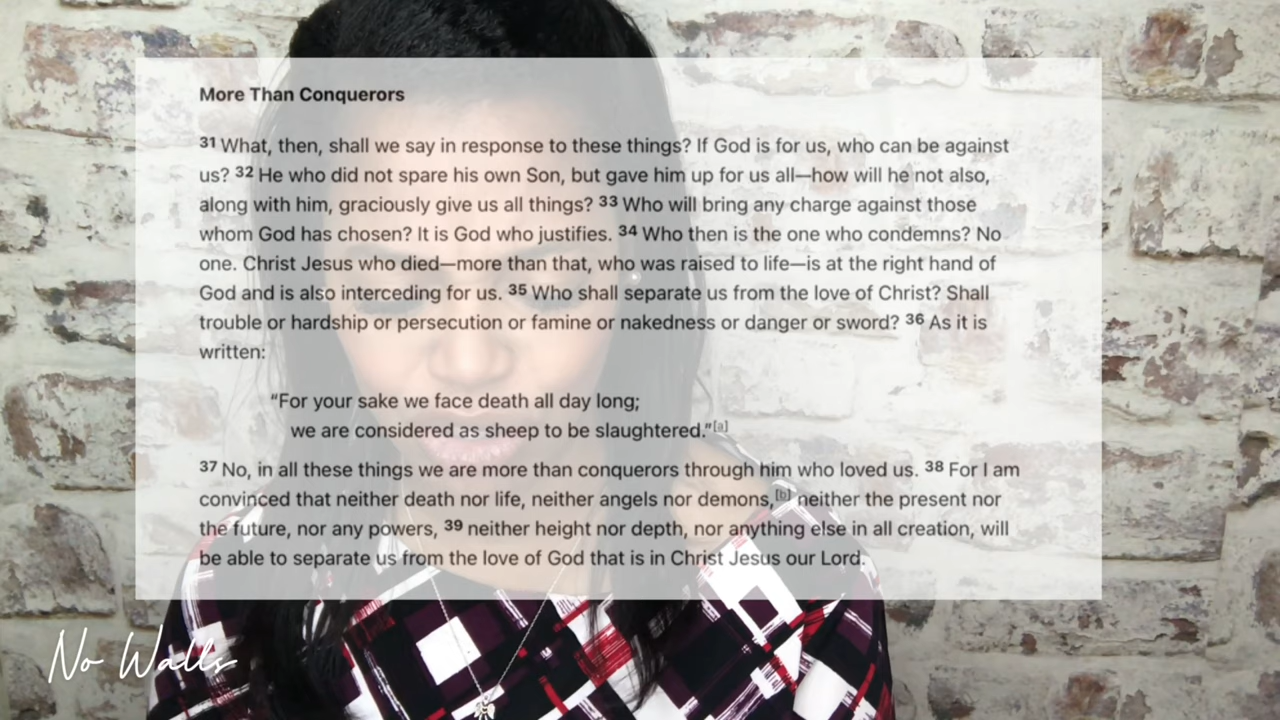 More Than Conquerors
31 What, then, shall we say in response to these things? If God is for us, who can be against
us? 32 He who did not spare his own Son, but gave him up for us all—how will he not also,
along with him, graciously give us all things? 33 Who will bring any charge against those
whom God has chosen? It is God who justifies. 34 Who then is the one who condemns? No
one. Christ Jesus who died—more than that, who was raised to life—is at the right hand of
God and is also interceding for us. 35 Who shall separate us from the love of Christ? Shall
trouble or hardship or persecution or famine or nakedness or danger or sword? 36 As it is
written:
“For your sake we face death all day long;
we are considered as sheep to be slaughtered.”[a]
37 No, in all these things we are more than conquerors through him who loved us. 38 For I am
convinced that neither death nor life, neither angels nor demons,[b] neither the present nor
the future, nor any powers, 39 neither height nor depth, nor anything else in all creation, will
be able to separate us from the love of God that is in Christ Jesus our Lord.
No Walls